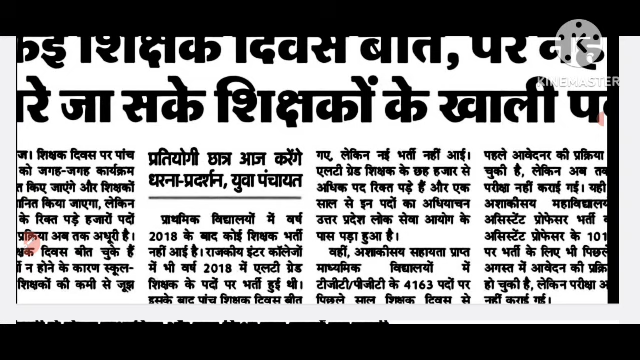 शिक्षक दिवस बीत, पर नह
रे जा सके शिक्षकों के खाली पद
KINEMASTER
ज। शिक्षक दिवस पर पांच
को जगह-जगह कार्यक्रम
त किए जाएंगे और शिक्षकों
नित किया जाएगा, लेकिन
के रिक्त पड़े हजारों पदों
प्रक्रिया अब तक अधूरी है।
क्षक दिवस बीत चुके हैं
न होने के कारण स्कूल-
शिक्षकों की कमी से जूझ
प्रतियोगी छात्र आज करेंगे
धरना-प्रदर्शन, युवा पंचायत
प्राथमिक विद्यालयों में वर्ष
2018 के बाद कोई शिक्षक भर्ती
नहीं आई है। राजकीय इंटर कॉलेजों
में भी वर्ष 2018 में एलटी ग्रेड
शिक्षक के पदों पर भर्ती हुई थी।
इसके बाद पांच शिक्षक दिवस बीत
गए, लेकिन नई भर्ती नहीं आई।
एलटी ग्रेड शिक्षक के छह हजार से
अधिक पद रिक्त पड़े हैं और एक
साल से इन पदों का अधियाचन
उत्तर प्रदेश लोक सेवा आयोग के
पास पड़ा हुआ है।
वहीं, अशासकीय सहायता प्राप्त
माध्यमिक विद्यालयों में
टीजीटी/पीजीटी के 4163 पदों पर
पिछले साल शिक्षक दिवस से
पहले आवेदनर की प्रक्रिया
चुकी है, लेकिन अब तक
परीक्षा नहीं कराई गई। यही
अशासकीय महाविद्यालय
असिस्टेंट प्रोफेसर भर्ती
असिस्टेंट प्रोफेसर के 101
पर भर्ती के लिए भी पिछले
अगस्त में आवेदन की प्रक्रि
हो चुकी है, लेकिन परीक्षा अ
नहीं कराई गई।